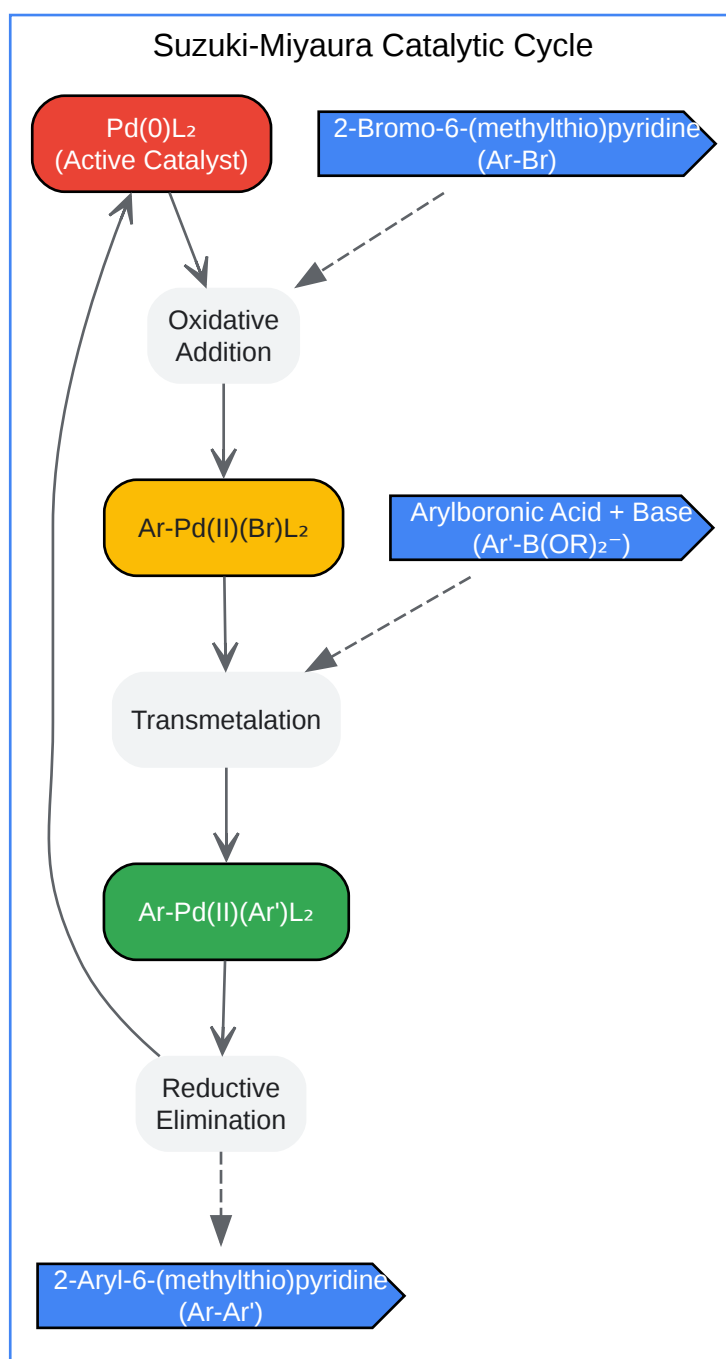 Suzuki-Miyaura Catalytic Cycle
Pd(0)L₂
(Active Catalyst)
2-Bromo-6-(methylthio)pyridine
(Ar-Br)
Oxidative
Addition
Ar-Pd(II)(Br)L₂
Arylboronic Acid + Base
(Ar'-B(OR)₂⁻)
Transmetalation
Ar-Pd(II)(Ar')L₂
Reductive
Elimination
2-Aryl-6-(methylthio)pyridine
(Ar-Ar')